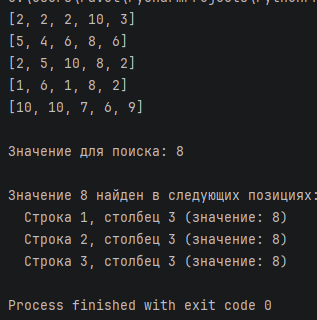 [2, 2, 2, 10, 3]
[5, 4, 6, 8, 6]
[2, 5, 10, 8, 2]
[1, 6, 1, 8, 2]
[10, 10, 7, 6, 9]
Значение для поиска: 8
Значение 8 найден в следующих позициях:
Строка 1, столбец 3 (значение: 8)
Строка 2, столбец 3 (значение: 8)
Строка 3, столбец 3 (значение: 8)
Process finished with exit code 0